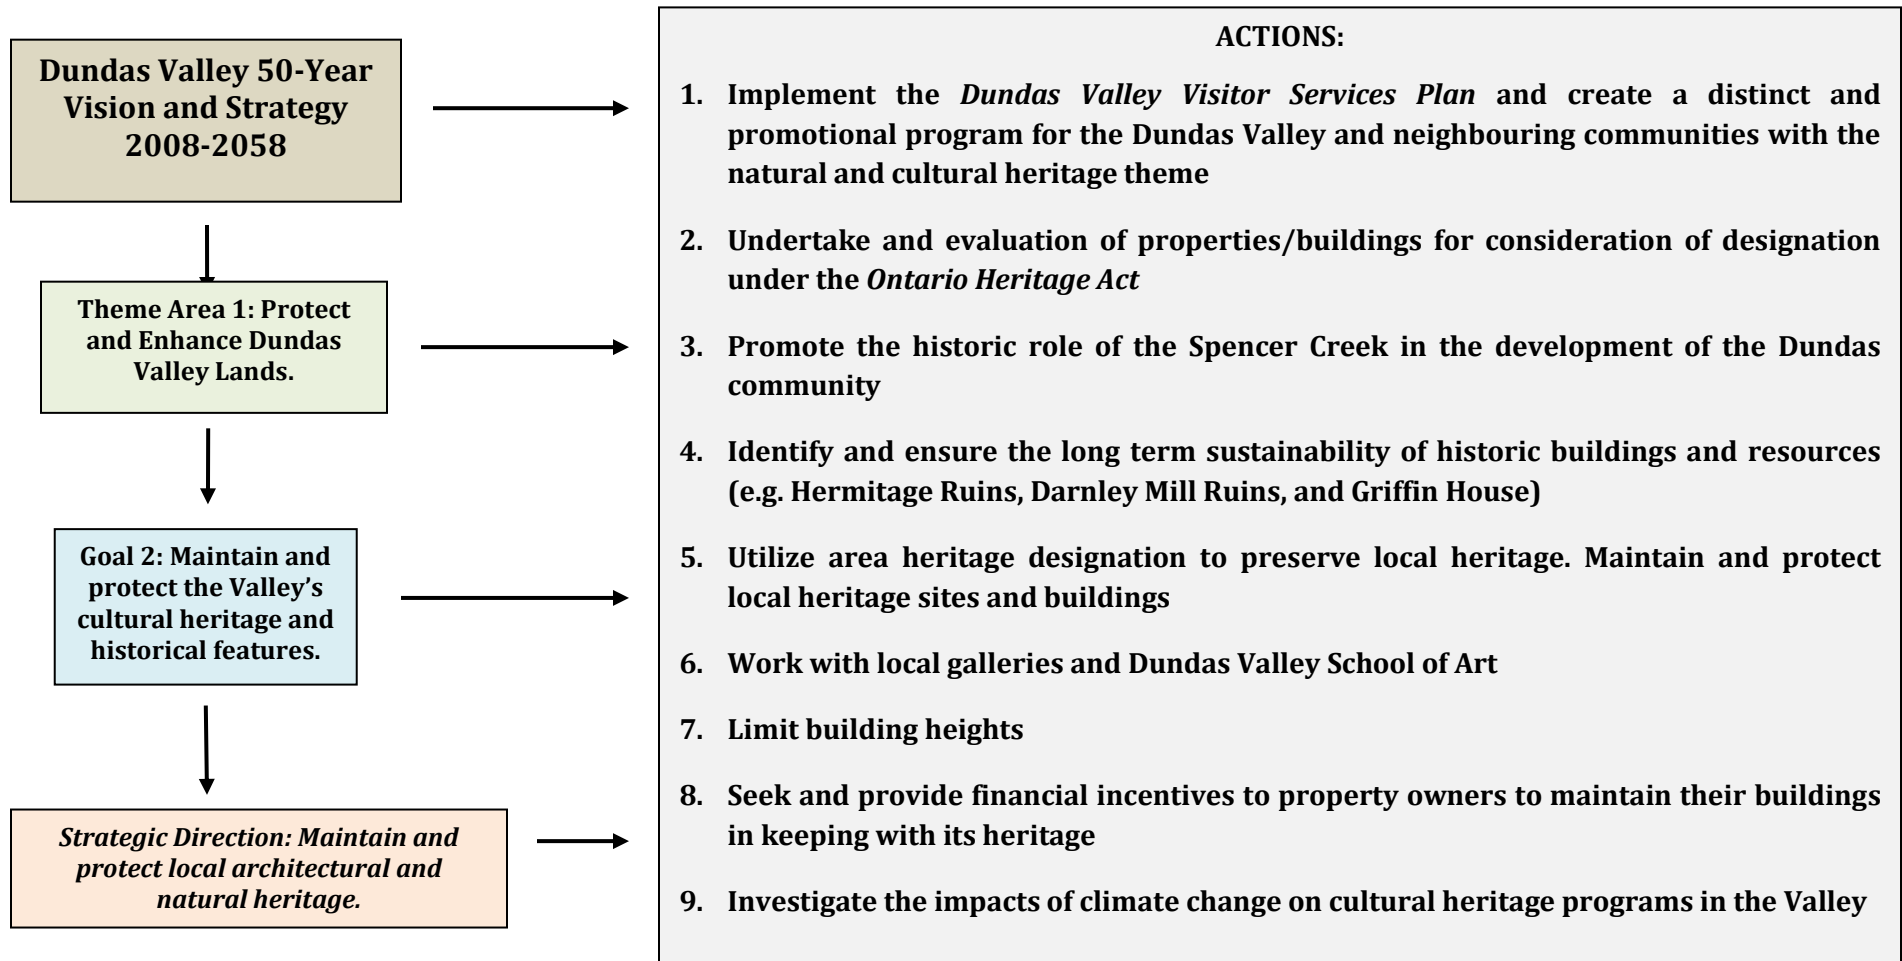 Dundas Valley 50-Year
Vision and Strategy
2008-2058
Theme Area 1: Protect
and Enhance Dundas
Valley Lands.
Goal 2: Maintain and
protect the Valley’s
cultural heritage and
historical features.
Strategic Direction: Maintain and
protect local architectural and
natural heritage.
ACTIONS:
1. Implement the Dundas Valley Visitor Services Plan and create a distinct and
promotional program for the Dundas Valley and neighbouring communities with the
natural and cultural heritage theme
2. Undertake and evaluation of properties/buildings for consideration of designation
under the Ontario Heritage Act
3. Promote the historic role of the Spencer Creek in the development of the Dundas
community
4. Identify and ensure the long term sustainability of historic buildings and resources
(e.g. Hermitage Ruins, Darnley Mill Ruins, and Griffin House)
5. Utilize area heritage designation to preserve local heritage. Maintain and protect
local heritage sites and buildings
6. Work with local galleries and Dundas Valley School of Art
7. Limit building heights
8. Seek and provide financial incentives to property owners to maintain their buildings
in keeping with its heritage
9. Investigate the impacts of climate change on cultural heritage programs in the Valley